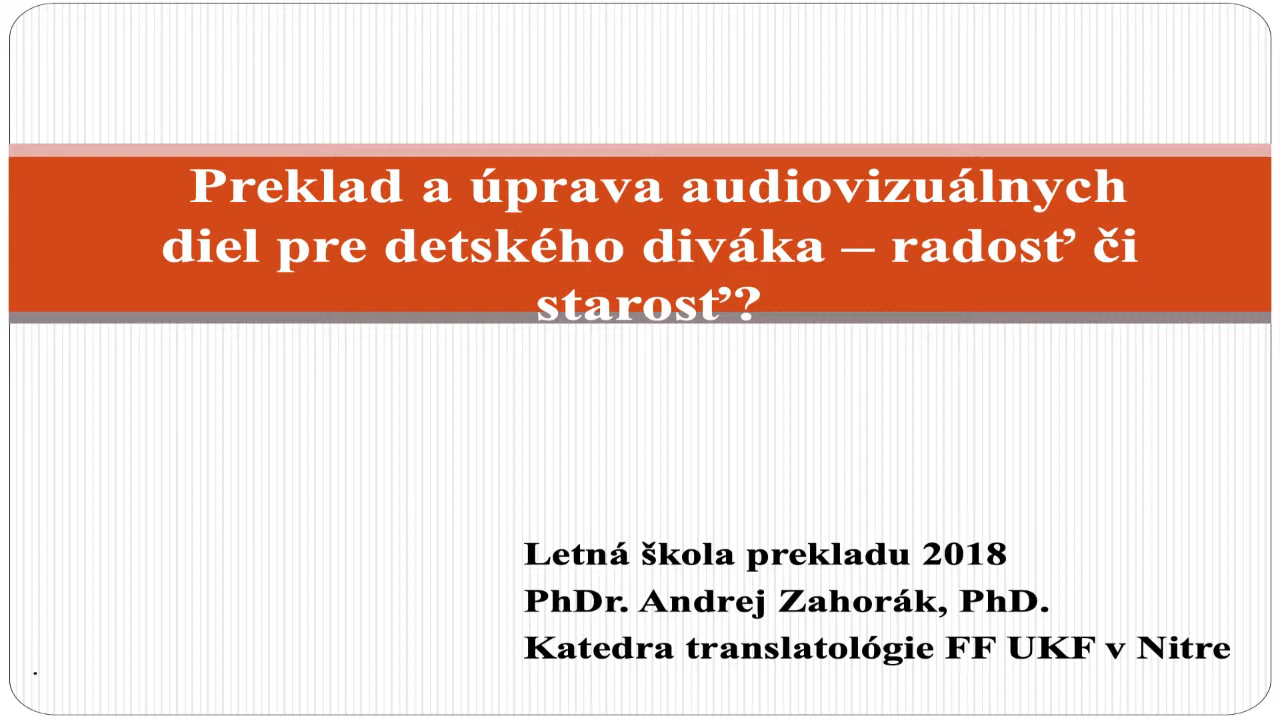 Preklad a úprava audiovizuálnych
diel pre detského diváka – radosť či
starosť?
Letná škola prekladu 2018
PhDr. Andrej Zahorák, PhD.
Katedra translatológie FF UKF v Nitre
.